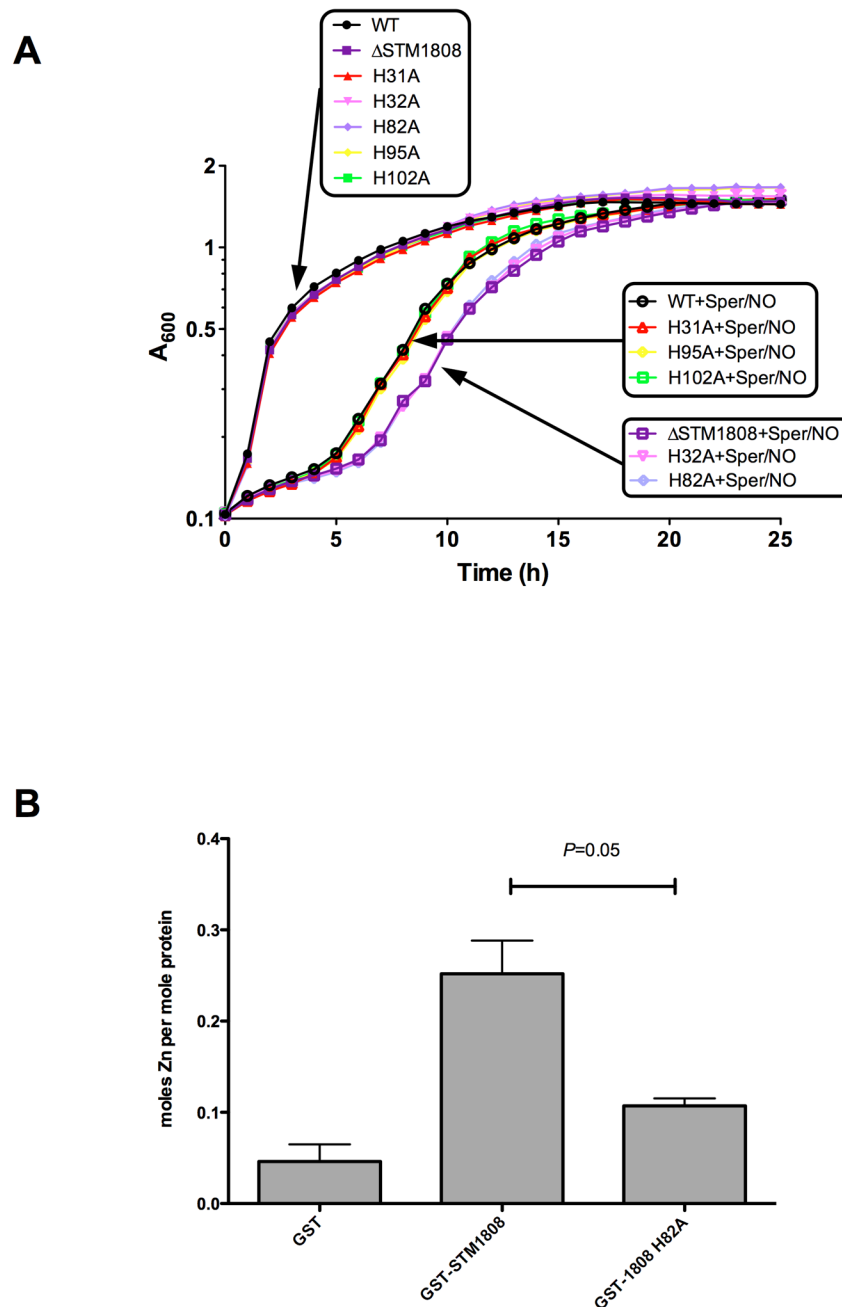 A
WT
ΔSTM1808
H31A
H32A
H82A
H95A
H102A
2
1
0.5
0.1
A600
0
5
10
15
20
25
Time (h)
WT+Sper/NO
H31A+Sper/NO
H95A+Sper/NO
H102A+Sper/NO
ΔSTM1808+Sper/NO
H32A+Sper/NO
H82A+Sper/NO
B
0.4
0.3
0.2
0.1
0.0
moles Zn per mole protein
P=0.05
GST
GST-STM1808
GST-1808 H82A